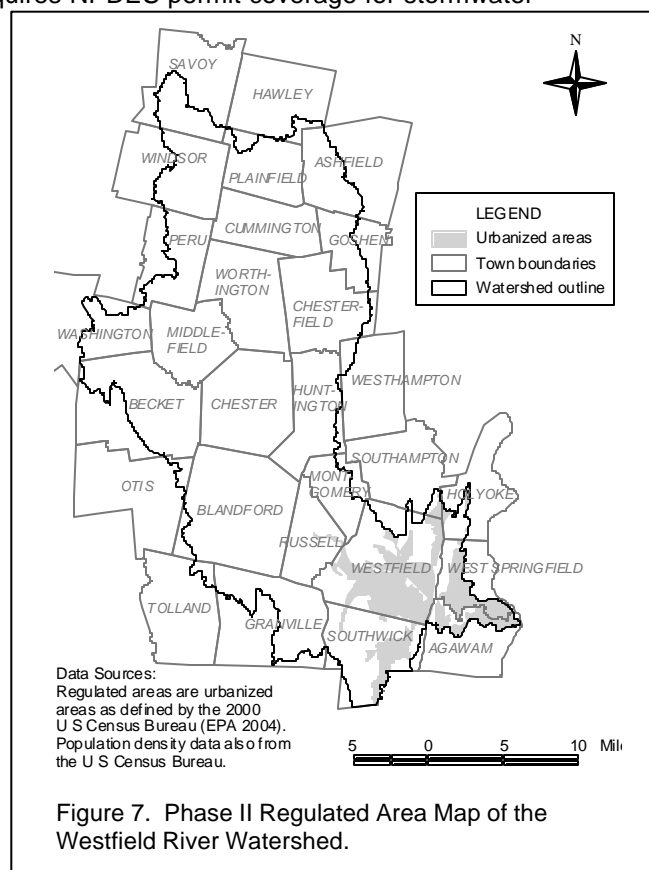 quires NPDES permit coverage for stormwater
N
SAVOY
HAWLEY
WINDSOR
PLAINFIELD
ASHFIELD
LEGEND
Urbanized areas
Town boundaries
Watershed outline
PERU
CUMMINGTON
GOSHEN
WORTH-
INGTON
CHESTER-
FIELD
WASHINGTON
MIDDLE-
FIELD
BECKET
CHESTER
HUNT-
INGTON
WESTHAMPTON
SOUTHAMPTON
OTIS
MONT
GOMERY
HOLYOKE
BLANDFORD
RUSSELL
WESTFIELD
WEST SPRINGFIELD
TOLLAND
GRANVILLE
SOUTHWICK
AGAWAM
Data Sources:
Regulated areas are urbanized
areas as defined by the 2000
U S Census Bureau (EPA 2004).
Population density data also from
the U S Census Bureau.
5 0 5 10 Mil
Figure 7. Phase II Regulated Area Map of the
Westfield River Watershed.